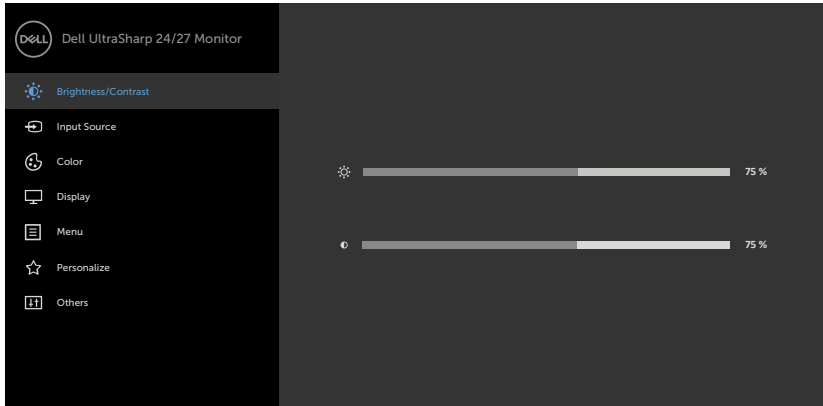 DELL
Dell UltraSharp 24/27 Monitor
Brightness/Contrast
Input Source
Color
Display
Menu
Personalize
Others
75 %
75 %